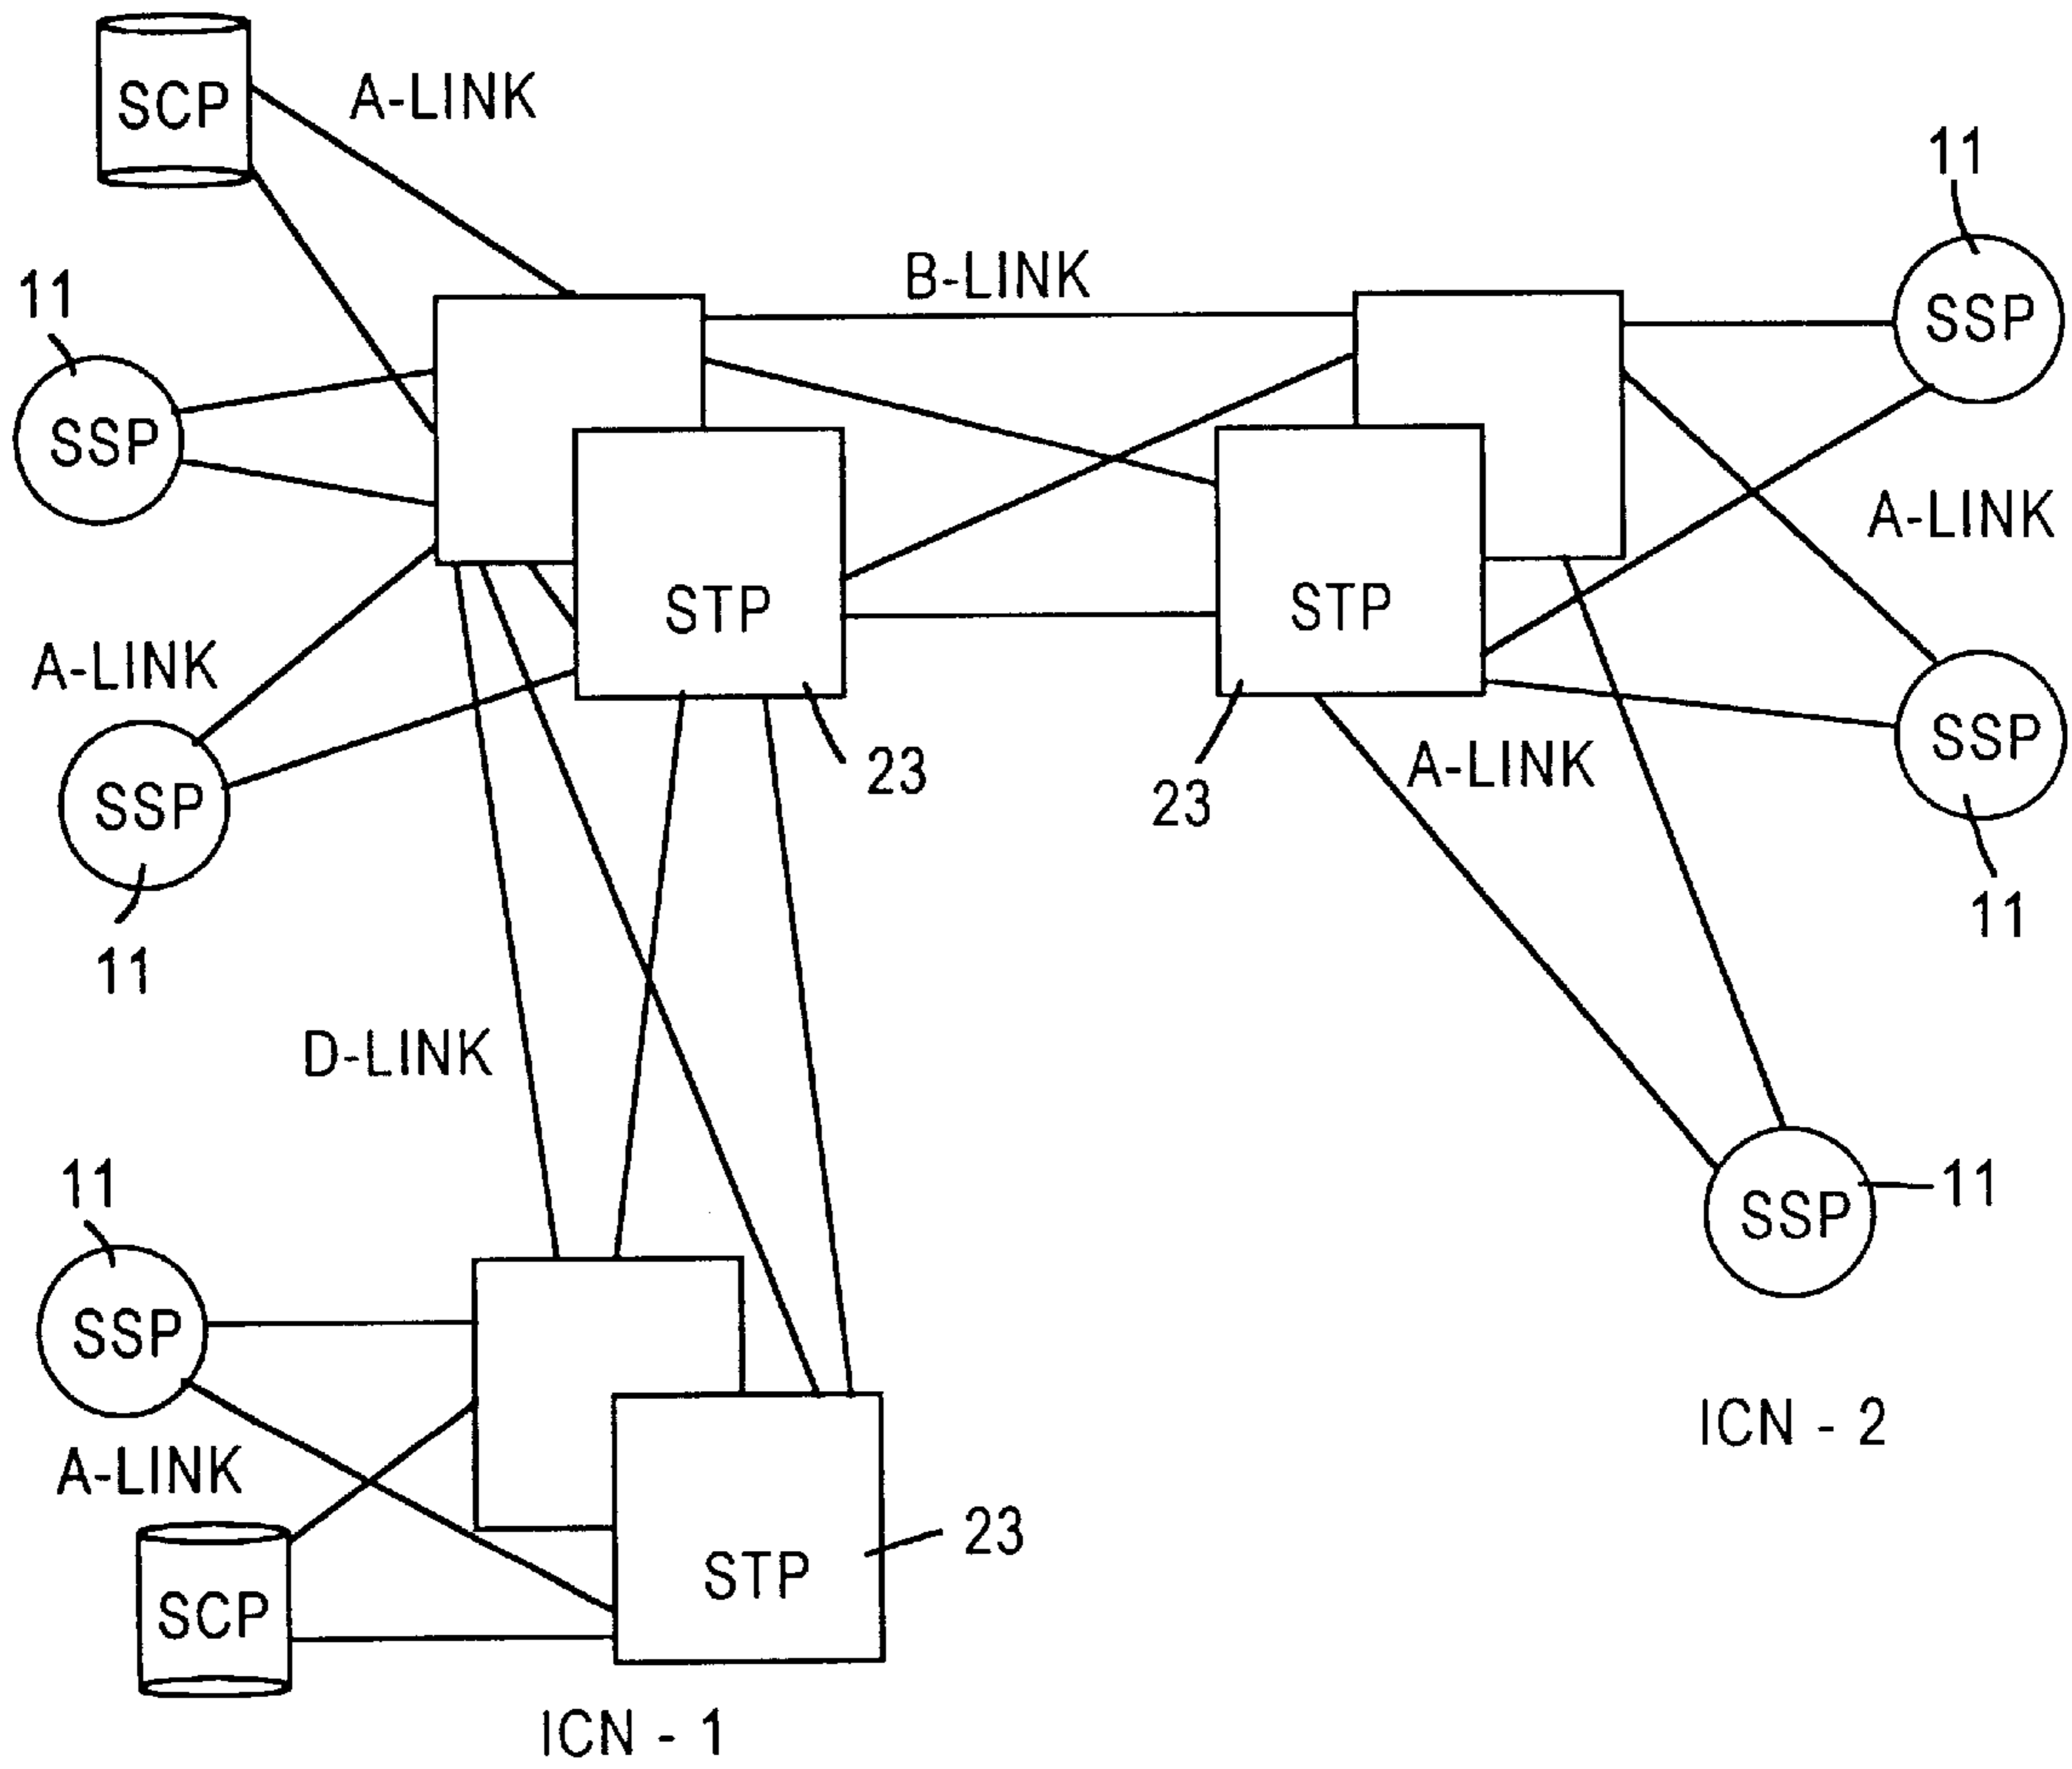 SCP
A-LINK
11
B-LINK
11
SSP
SSP
A-LINK
STP
STP
A-LINK
SSP
23
A-LINK
23
SSP
11
11
D-LINK
11
SSP
11
SSP
ICN - 2
A-LINK
23
STP
SCP
ICN - 1